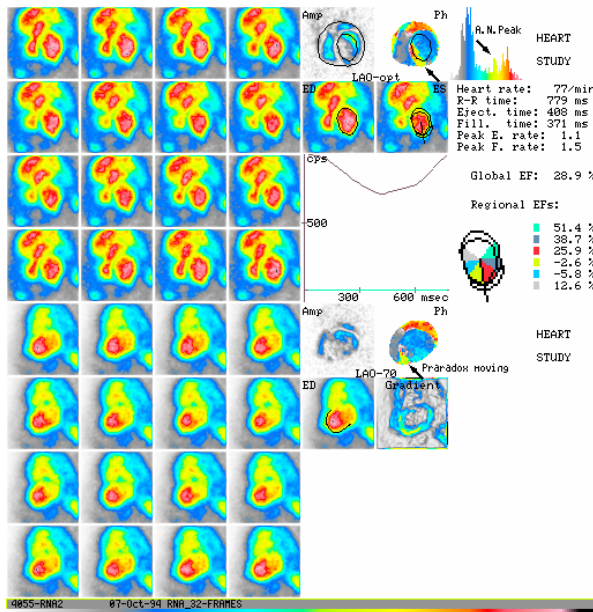 Amp Ph A.N.Peak HEART
STUDY
LAO-opt
ED ES
Heart rate: 77/min
R-R time: 779 ms
Eject. time: 408 ms
Fill. time: 371 ms
Peak E. rate: 1.1
Peak F. rate: 1.5
cps
Global EF: 28.9 %
Regional EFs:
500
51.4 %
38.7 %
25.9 %
-2.6 %
-5.8 %
12.6 %
300 600 msec
Amp Ph
HEART
STUDY
Praradox moving
LAO-70
ED Gradient
4055-RNA2 07-Oct-94 RNA_32-FRAMES